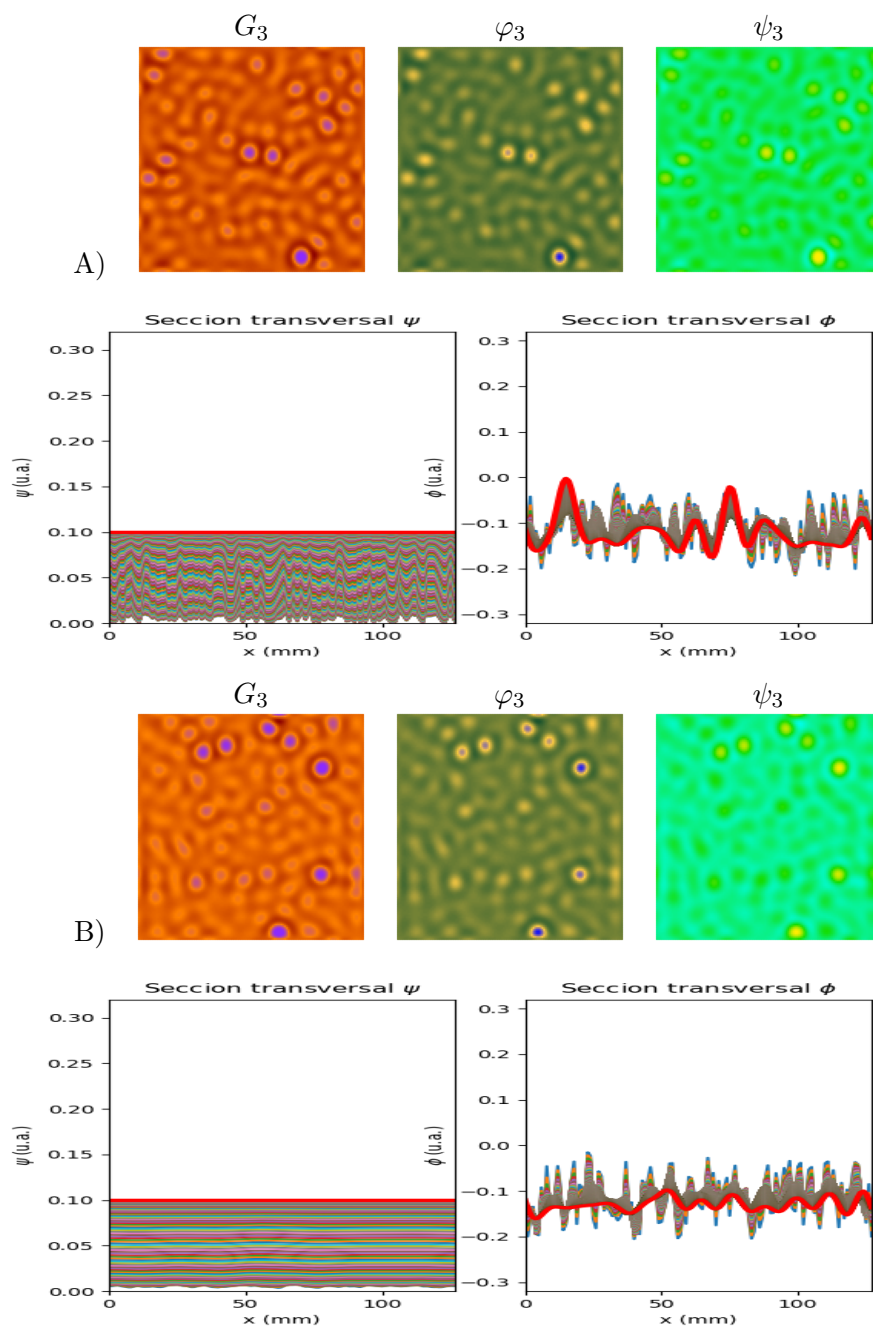 G₃ φ₃ ψ₃
A)
Seccion transversal ψ Seccion transversal ϕ
0.30 0.3
0.25 0.2
0.20 0.1
0.15 0.0
0.10 −0.1
0.05 −0.2
0.00 −0.3
ψ (u.a.) ϕ (u.a.)
0 50 100 0 50 100
x (mm) x (mm)
G₃ φ₃ ψ₃
B)
Seccion transversal ψ Seccion transversal ϕ
0.30 0.3
0.25 0.2
0.20 0.1
0.15 0.0
0.10 −0.1
0.05 −0.2
0.00 −0.3
ψ (u.a.) ϕ (u.a.)
0 50 100 0 50 100
x (mm) x (mm)